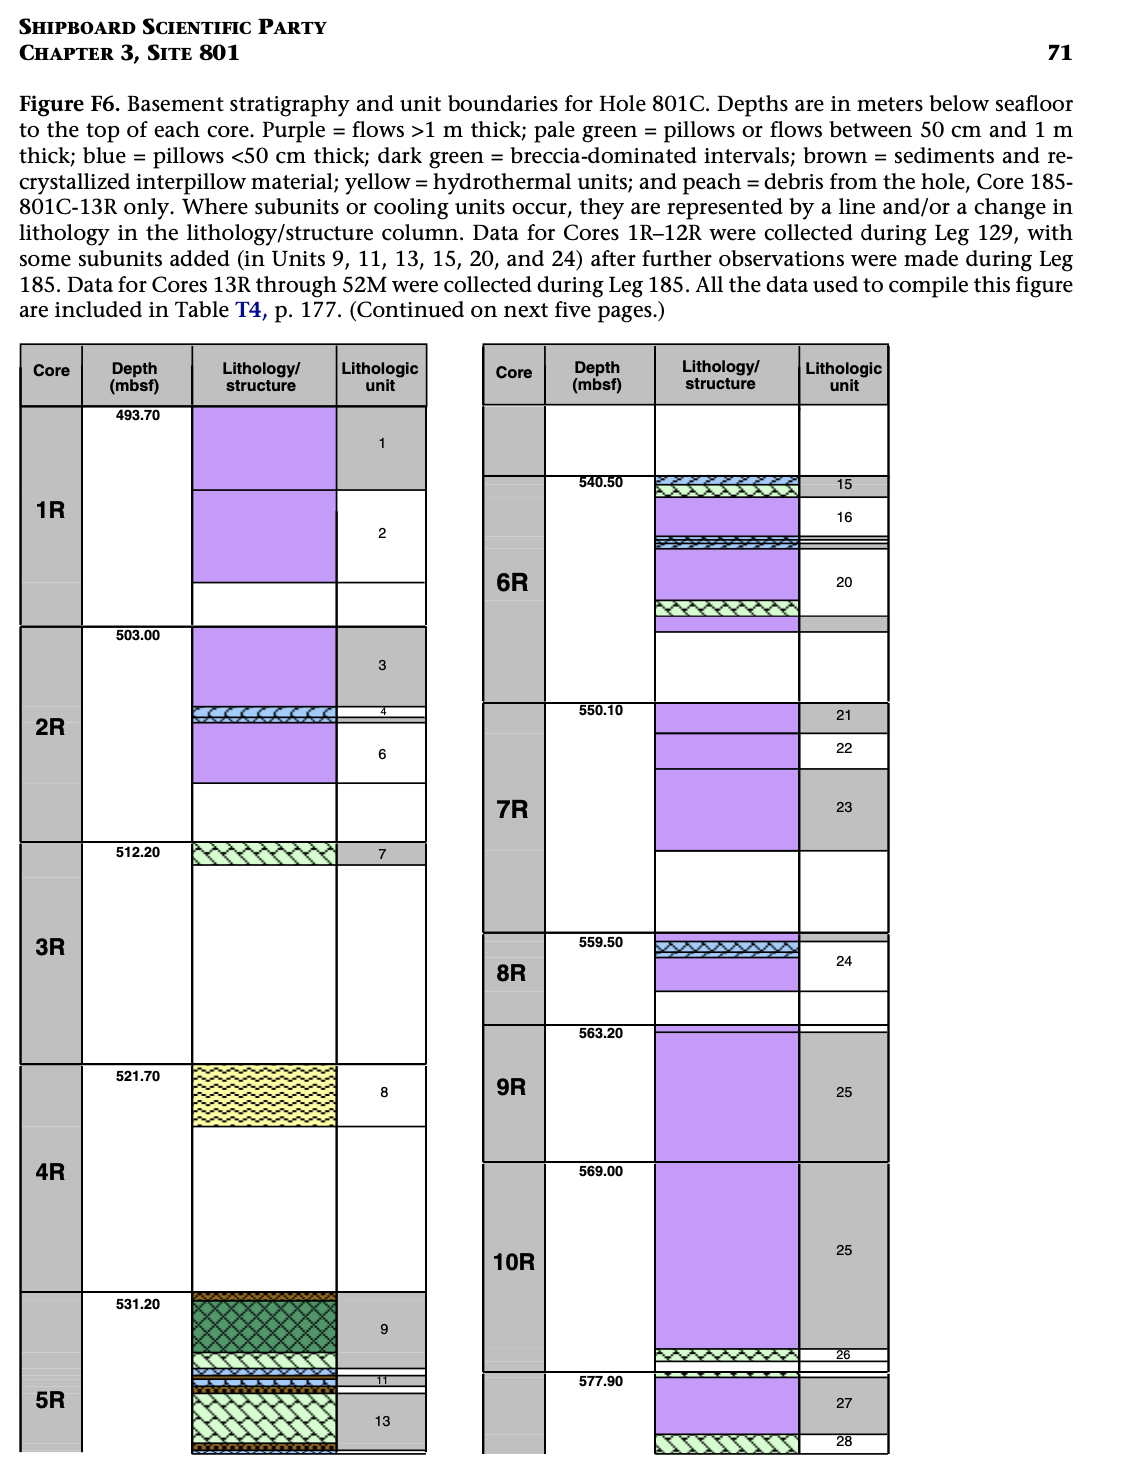 SHIPBOARD SCIENTIFIC PARTY
CHAPTER 3, SITE 801 71
Figure F6. Basement stratigraphy and unit boundaries for Hole 801C. Depths are in meters below seafloor
to the top of each core. Purple = flows >1 m thick; pale green = pillows or flows between 50 cm and 1 m
thick; blue = pillows <50 cm thick; dark green = breccia-dominated intervals; brown = sediments and re-
crystallized interpillow material; yellow = hydrothermal units; and peach = debris from the hole, Core 185-
801C-13R only. Where subunits or cooling units occur, they are represented by a line and/or a change in
lithology in the lithology/structure column. Data for Cores 1R–12R were collected during Leg 129, with
some subunits added (in Units 9, 11, 13, 15, 20, and 24) after further observations were made during Leg
185. Data for Cores 13R through 52M were collected during Leg 185. All the data used to compile this figure
are included in Table T4, p. 177. (Continued on next five pages.)
Core
Depth
(mbsf)
Lithology/
structure
Lithologic
unit
493.70
1
1R
2
503.00
3
4
2R
6
512.20
7
3R
521.70
8
4R
531.20
9
11
5R
13
Core
Depth
(mbsf)
Lithology/
structure
Lithologic
unit
540.50
15
16
6R
20
550.10
21
22
7R
23
559.50
24
8R
563.20
9R
25
569.00
25
10R
26
577.90
27
28